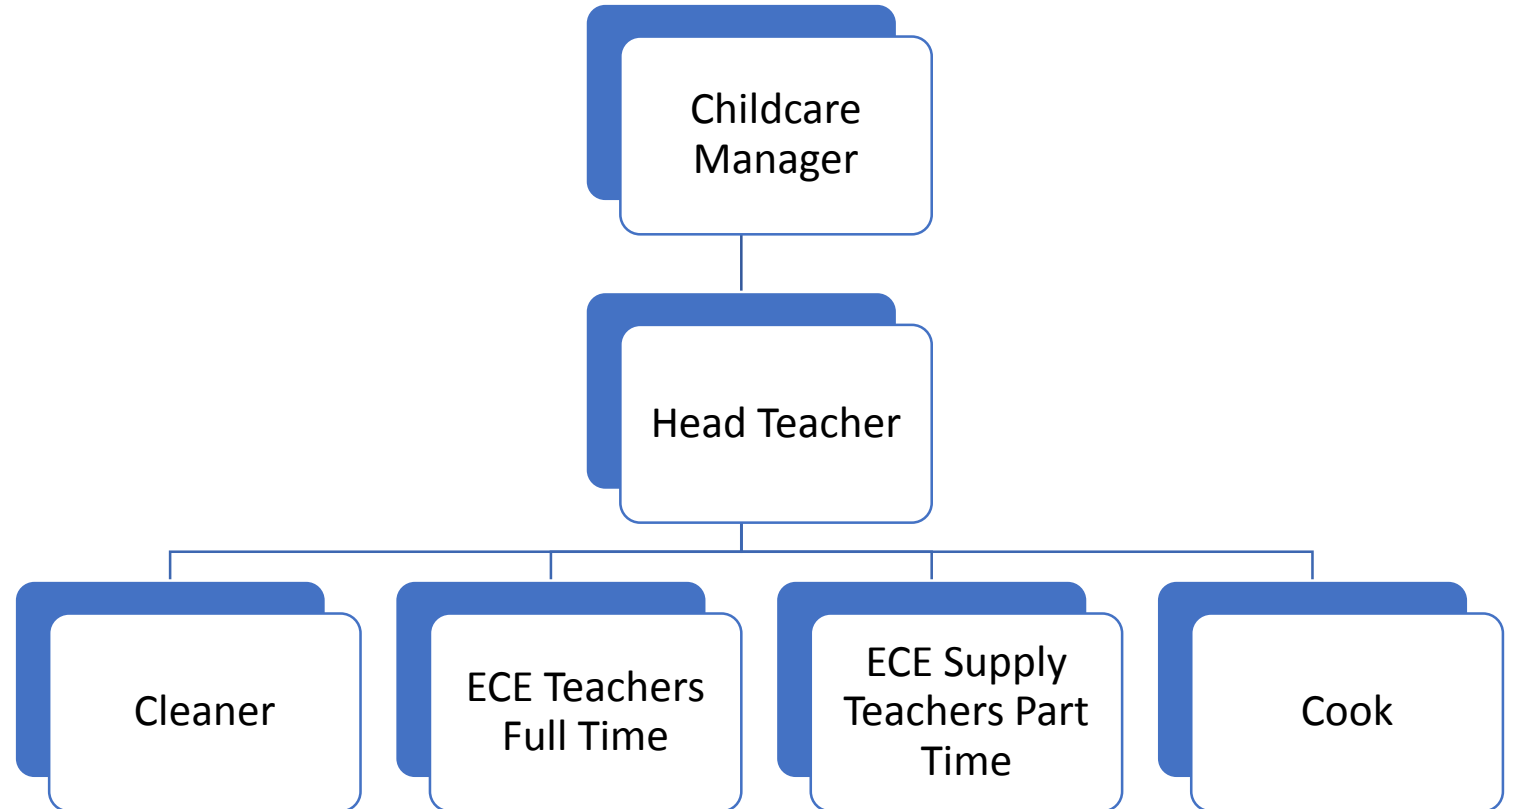 Childcare
Manager
Head Teacher
Cleaner
ECE Teachers
Full Time
ECE Supply
Teachers Part
Time
Cook